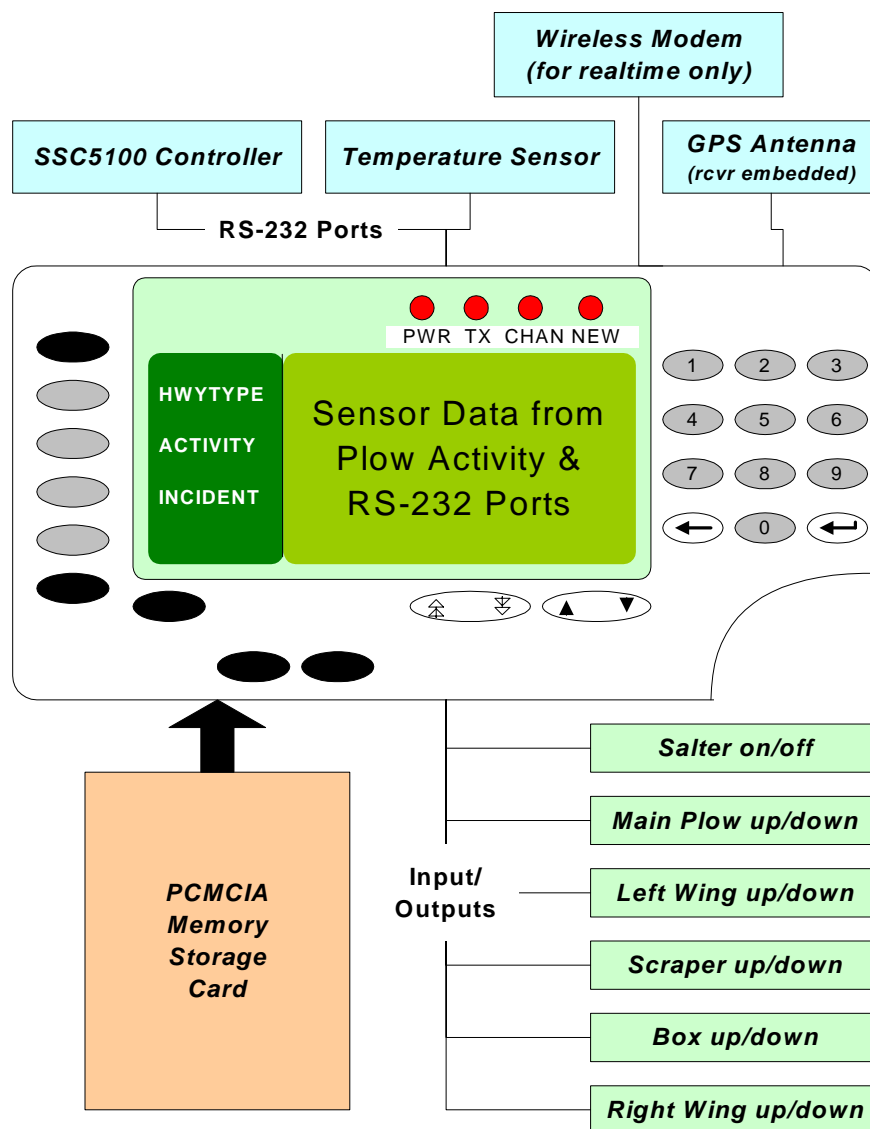 Wireless Modem
(for realtime only)
SSC5100 Controller
Temperature Sensor
GPS Antenna
(rcvr embedded)
RS-232 Ports
PWR TX CHAN NEW
HWYTYPE
ACTIVITY
INCIDENT
Sensor Data from
Plow Activity &
RS-232 Ports
1 2 3
4 5 6
7 8 9
0
Salter on/off
Main Plow up/down
Left Wing up/down
Scraper up/down
Box up/down
Right Wing up/down
Input/
Outputs
PCMCIA
Memory
Storage
Card